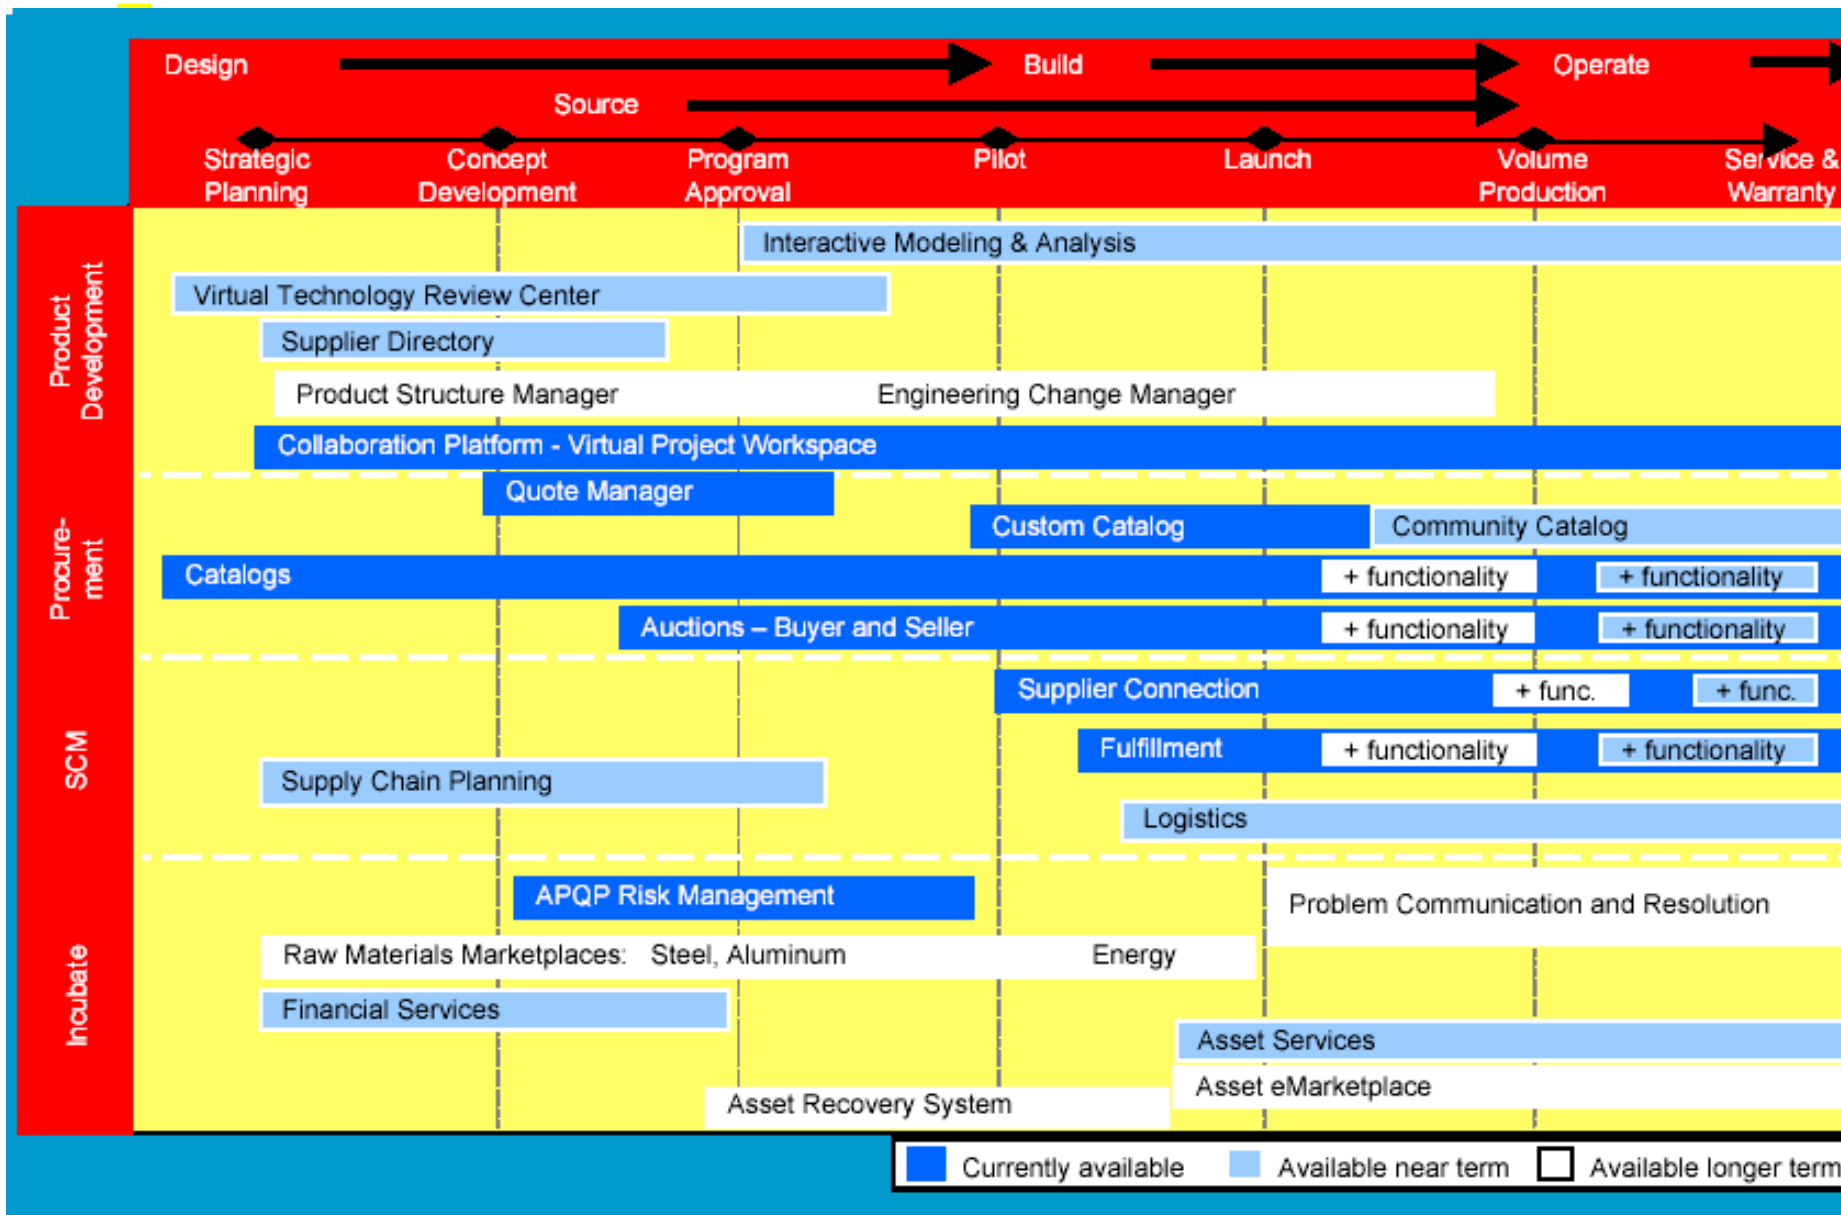 Design
Build
Operate
Source
Strategic
Planning
Concept
Development
Program
Approval
Pilot
Launch
Volume
Production
Service &
Warranty
Product
Development
Interactive Modeling & Analysis
Virtual Technology Review Center
Supplier Directory
Product Structure Manager
Engineering Change Manager
Collaboration Platform - Virtual Project Workspace
Procure-
ment
Quote Manager
Custom Catalog
Community Catalog
Catalogs
+ functionality
+ functionality
Auctions – Buyer and Seller
+ functionality
+ functionality
SCM
Supplier Connection
+ func.
+ func.
Fulfillment
+ functionality
+ functionality
Supply Chain Planning
Logistics
Incubate
APQP Risk Management
Problem Communication and Resolution
Raw Materials Marketplaces: Steel, Aluminum
Energy
Financial Services
Asset Services
Asset eMarketplace
Asset Recovery System
Currently available
Available near term
Available longer term